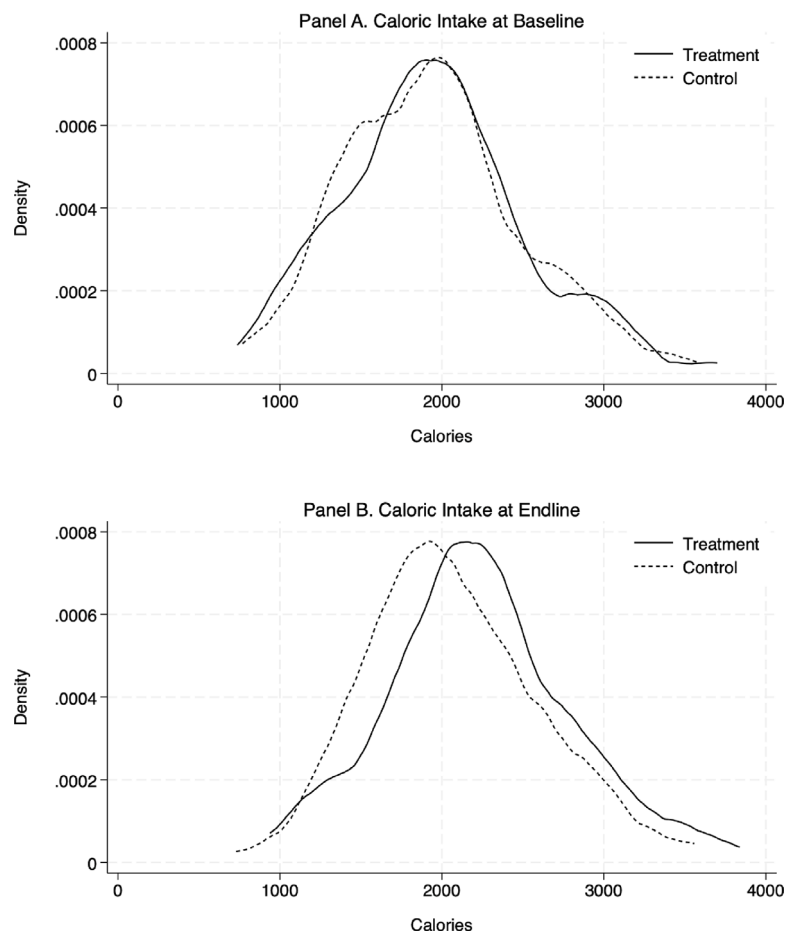 Panel A. Caloric Intake at Baseline
.0008
.0006
.0004
.0002
0
Density
Treatment
Control
0 1000 2000 3000 4000
Calories
Panel B. Caloric Intake at Endline
.0008
.0006
.0004
.0002
0
Density
Treatment
Control
0 1000 2000 3000 4000
Calories